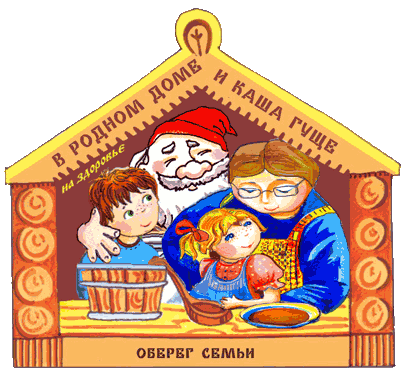 В РОДНОМ ДОМЕ И КАША ГУЩЕ
НА ЗДОРОВЬЕ
ОБЕРЕГ СЕМЬИ